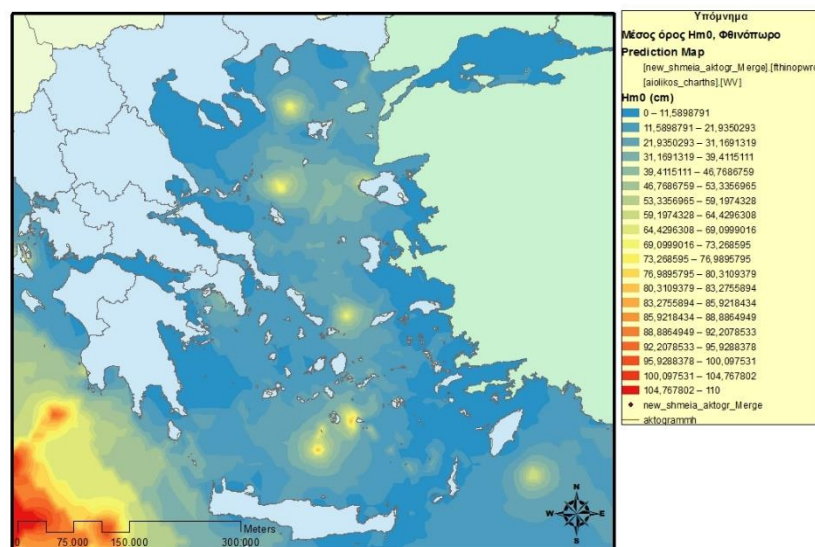 Υπόμνημα
Μέσος όρος Hm0, Φθινόπωρο
Prediction Map
[new_shmeia_aktogr_Merge].[fthinopwro
[aiolikos_charths].[WV]
Hm0 (cm)
0 – 11,5898791
11,5898791 – 21,9350293
21,9350293 – 31,1691319
31,1691319 – 39,4115111
39,4115111 – 46,7686759
46,7686759 – 53,3356965
53,3356965 – 59,1974328
59,1974328 – 64,4296308
64,4296308 – 69,0999016
69,0999016 – 73,268595
73,268595 – 76,9895795
76,9895795 – 80,3109379
80,3109379 – 83,2755894
83,2755894 – 85,9218434
85,9218434 – 88,8864949
88,8864949 – 92,2078533
92,2078533 – 95,9288378
95,9288378 – 100,097531
100,097531 – 104,767802
104,767802 – 110
new_shmeia_aktogr_Merge
aktogrammh
N
W E
S
Meters
0 75.000 150.000 300.000